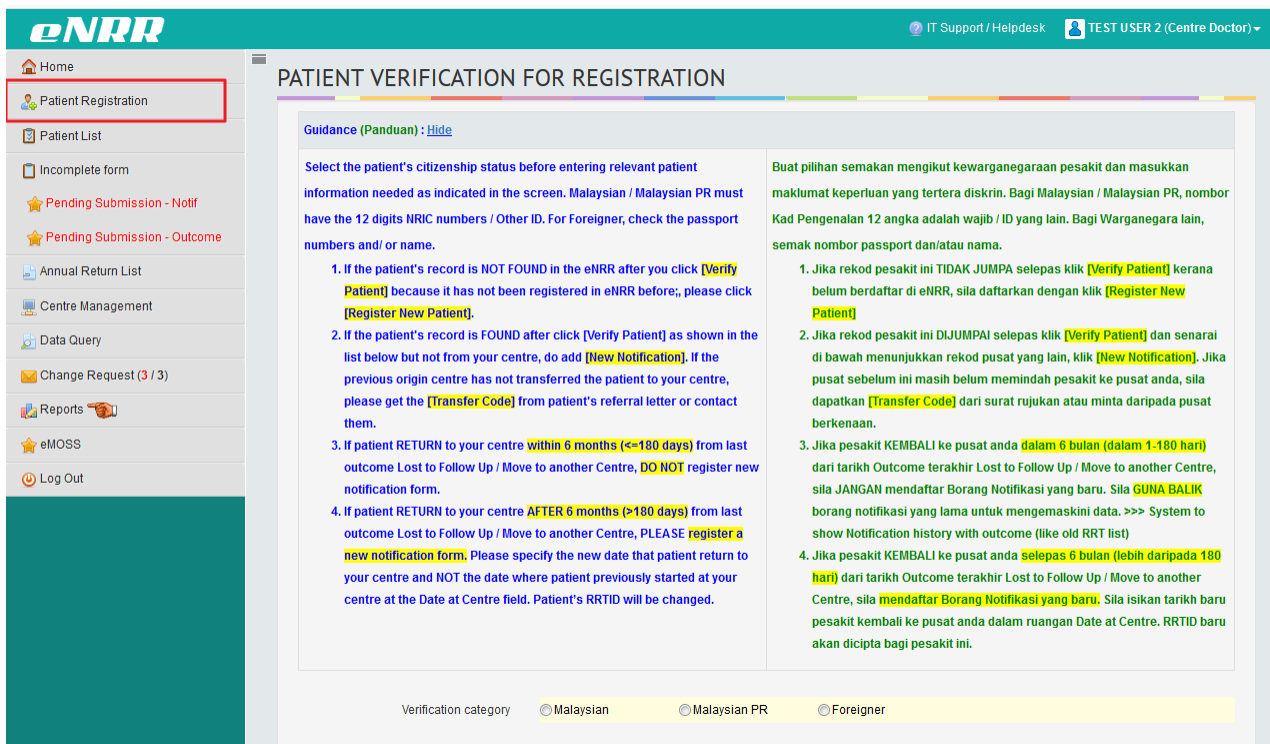 eNRR
IT Support / Helpdesk
TEST USER 2 (Centre Doctor)
Home
Patient Registration
Patient List
Incomplete form
Pending Submission - Notif
Pending Submission - Outcome
Annual Return List
Centre Management
Data Query
Change Request (3 / 3)
Reports
eMOSS
Log Out
PATIENT VERIFICATION FOR REGISTRATION
Guidance (Panduan) : Hide
Select the patient's citizenship status before entering relevant patient
information needed as indicated in the screen. Malaysian / Malaysian PR must
have the 12 digits NRIC numbers / Other ID. For Foreigner, check the passport
numbers and/ or name.
1. If the patient's record is NOT FOUND in the eNRR after you click [Verify
Patient] because it has not been registered in eNRR before;, please click
[Register New Patient].
2. If the patient's record is FOUND after click [Verify Patient] as shown in the
list below but not from your centre, do add [New Notification]. If the
previous origin centre has not transferred the patient to your centre,
please get the [Transfer Code] from patient's referral letter or contact
them.
3. If patient RETURN to your centre within 6 months (<=180 days) from last
outcome Lost to Follow Up / Move to another Centre, DO NOT register new
notification form.
4. If patient RETURN to your centre AFTER 6 months (>180 days) from last
outcome Lost to Follow Up / Move to another Centre, PLEASE register a
new notification form. Please specify the new date that patient return to
your centre and NOT the date where patient previously started at your
centre at the Date at Centre field. Patient's RRTID will be changed.
Buat pilihan semakan mengikut kewarganegaraan pesakit dan masukkan
maklumat keperluan yang tertera diskrin. Bagi Malaysian / Malaysian PR, nombor
Kad Pengenalan 12 angka adalah wajib / ID yang lain. Bagi Warganegara lain,
semak nombor passport dan/atau nama.
1. Jika rekod pesakit ini TIDAK JUMPA selepas klik [Verify Patient] kerana
belum berdaftar di eNRR, sila daftarkan dengan klik [Register New
Patient]
2. Jika rekod pesakit ini DIJUMPAI selepas klik [Verify Patient] dan senarai
di bawah menunjukkan rekod pusat yang lain, klik [New Notification]. Jika
pusat sebelum ini masih belum memindah pesakit ke pusat anda, sila
dapatkan [Transfer Code] dari surat rujukan atau minta daripada pusat
berkenaan.
3. Jika pesakit KEMBALI ke pusat anda dalam 6 bulan (dalam 1-180 hari)
dari tarikh Outcome terakhir Lost to Follow Up / Move to another Centre,
sila JANGAN mendaftar Borang Notifikasi yang baru. Sila GUNA BALIK
borang notifikasi yang lama untuk mengemaskini data. >>> System to
show Notification history with outcome (like old RRT list)
4. Jika pesakit KEMBALI ke pusat anda selepas 6 bulan (lebih daripada 180
hari) dari tarikh Outcome terakhir Lost to Follow Up / Move to another
Centre, sila mendaftar Borang Notifikasi yang baru. Sila isikan tarikh baru
pesakit kembali ke pusat anda dalam ruangan Date at Centre. RRTID baru
akan dicipta bagi pesakit ini.
Verification category Malaysian Malaysian PR Foreigner